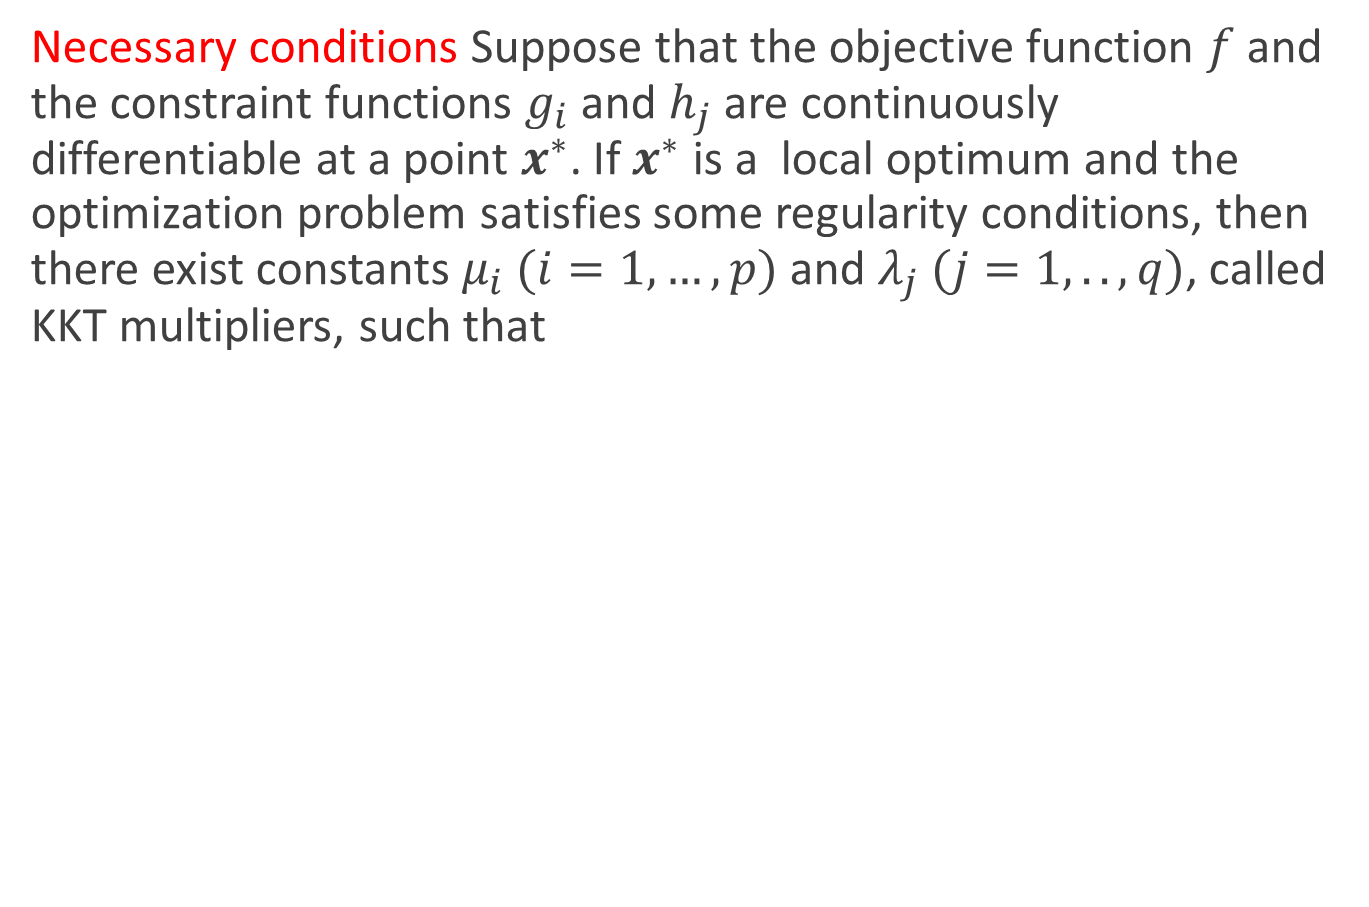 Necessary conditions Suppose that the objective function 𝑓 and
the constraint functions 𝑔ᵢ and ℎⱼ are continuously
differentiable at a point 𝒙*. If 𝒙* is a  local optimum and the
optimization problem satisfies some regularity conditions, then
there exist constants 𝜇ᵢ (𝑖 = 1, … , 𝑝) and 𝜆ⱼ (𝑗 = 1, . . , 𝑞), called
KKT multipliers, such that